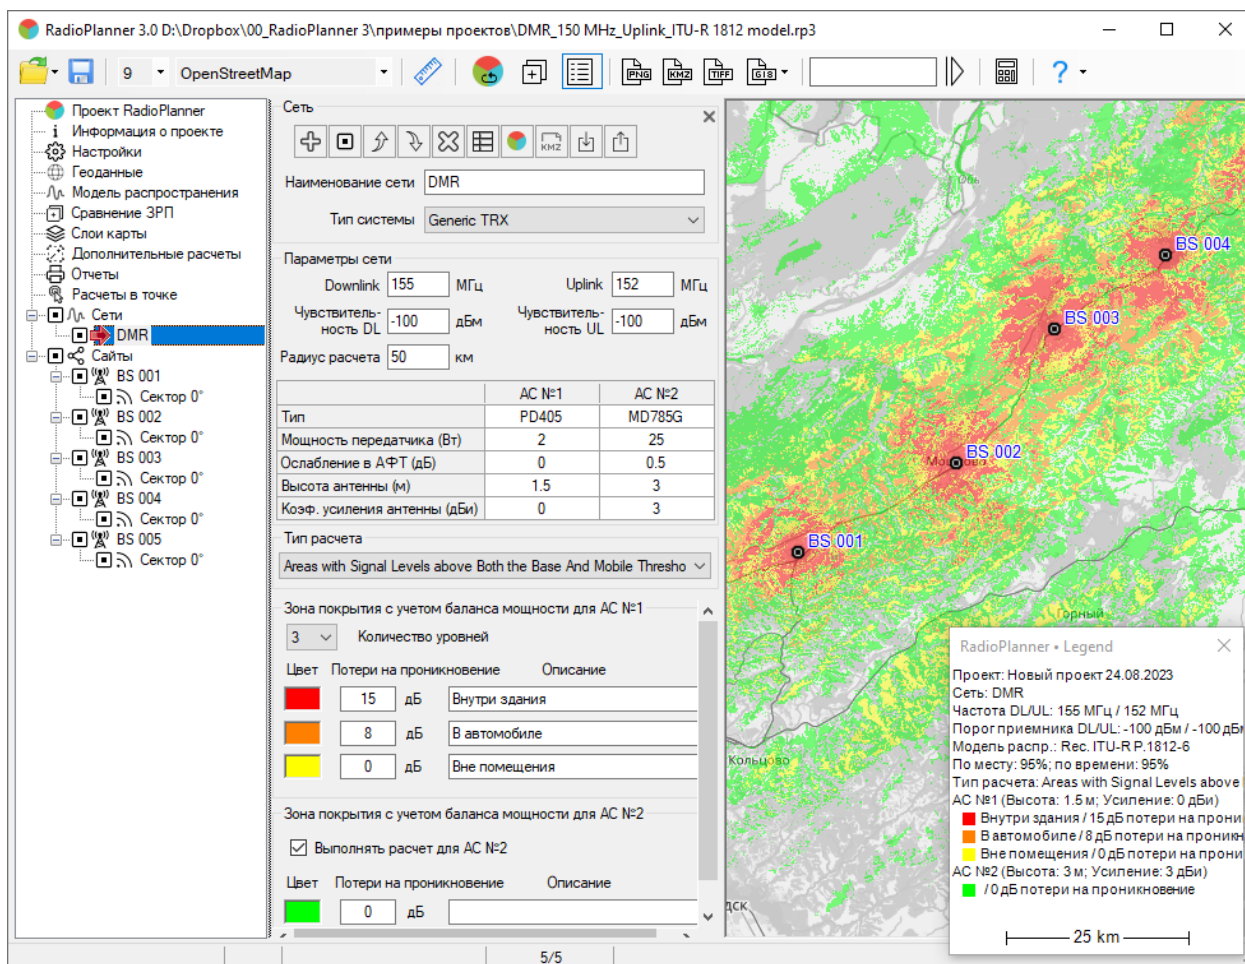 RadioPlanner 3.0 D:\Dropbox\00_RadioPlanner 3\примеры проектов\DMR_150 MHz_Uplink_ITU-R 1812 model.rp3
9 OpenStreetMap PNG KMZ TIFF GIS ?
Проект RadioPlanner
Информация о проекте
Настройки
Геоданные
Модель распространения
Сравнение ЗРП
Слои карты
Дополнительные расчеты
Отчеты
Расчеты в точке
Сети
DMR
Сайты
BS 001
Сектор 0°
BS 002
Сектор 0°
BS 003
Сектор 0°
BS 004
Сектор 0°
BS 005
Сектор 0°
Сеть
KMZ
Наименование сети DMR
Тип системы Generic TRX
Параметры сети
Downlink 155 МГц Uplink 152 МГц
Чувствитель-
ность DL -100 дБм
Чувствитель-
ность UL -100 дБм
Радиус расчета 50 км
АС №1 АС №2
Тип PD405 MD785G
Мощность передатчика (Вт) 2 25
Ослабление в АФТ (дБ) 0 0.5
Высота антенны (м) 1.5 3
Коэф. усиления антенны (дБи) 0 3
Тип расчета
Areas with Signal Levels above Both the Base And Mobile Thresho
Зона покрытия с учетом баланса мощности для АС №1
3 Количество уровней
Цвет Потери на проникновение Описание
15 дБ Внутри здания
8 дБ В автомобиле
0 дБ Вне помещения
Зона покрытия с учетом баланса мощности для АС №2
Выполнять расчет для АС №2
Цвет Потери на проникновение Описание
0 дБ
5/5
Обь
BS 004
BS 003
BS 002
BS 001
Горный
Кольцово
дск
RadioPlanner • Legend
Проект: Новый проект 24.08.2023
Сеть: DMR
Частота DL/UL: 155 МГц / 152 МГц
Порог приемника DL/UL: -100 дБм / -100 дБм
Модель распр.: Rec. ITU-R P.1812-6
По месту: 95%; по времени: 95%
Тип расчета: Areas with Signal Levels above
АС №1 (Высота: 1.5 м; Усиление: 0 дБи)
Внутри здания / 15 дБ потери на прони
В автомобиле / 8 дБ потери на проникн
Вне помещения / 0 дБ потери на прони
АС №2 (Высота: 3 м; Усиление: 3 дБи)
/ 0 дБ потери на проникновение
25 km